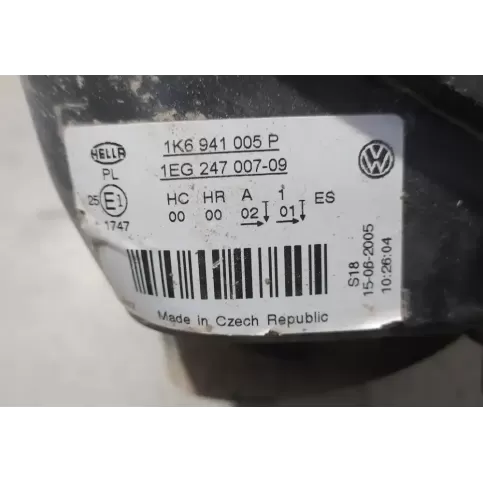 HELLA
1K6 941 005 P
PL
1EG 247 007-09
VW
25 E1
HC HR A 1 ES
1747
00 00 02 01
S18
15-06-2005
10:26:04
Made in Czech Republic